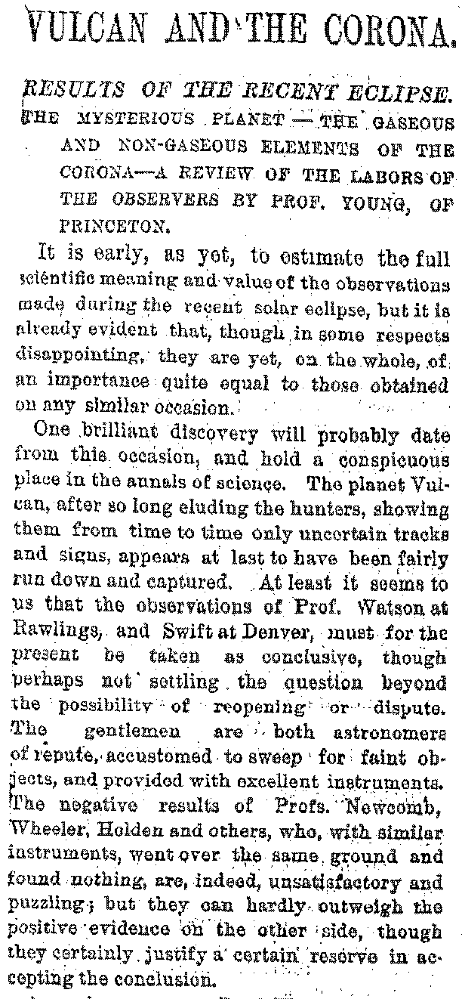 VULCAN AND THE CORONA.
RESULTS OF THE RECENT ECLIPSE.
THE MYSTERIOUS PLANET—THE GASEOUS
AND NON-GASEOUS ELEMENTS OF THE
CORONA—A REVIEW OF THE LABORS OF
THE OBSERVERS BY PROF. YOUNG, OF
PRINCETON.
It is early, as yet, to estimate the full
scientific meaning and value of the observations
made during the recent solar eclipse, but it is
already evident that, though in some respects
disappointing, they are yet, on the whole, of
an importance quite equal to those obtained
on any similar occasion.
One brilliant discovery will probably date
from this occasion, and hold a conspicuous
place in the annals of science. The planet Vul-
can, after so long eluding the hunters, showing
them from time to time only uncertain tracks
and signs, appears at last to have been fairly
run down and captured. At least it seems to
us that the observations of Prof. Watson at
Rawlings, and Swift at Denver, must for the
present be taken as conclusive, though
perhaps not settling the question beyond
the possibility of reopening or dispute.
The gentlemen are both astronomers
of repute, accustomed to sweep for faint ob-
jects, and provided with excellent instruments.
The negative results of Profs. Newcomb,
Wheeler, Holden and others, who, with similar
instruments, went over the same ground and
found nothing, are, indeed, unsatisfactory and
puzzling; but they can hardly outweigh the
positive evidence on the other side, though
they certainly justify a certain reserve in ac-
cepting the conclusion.